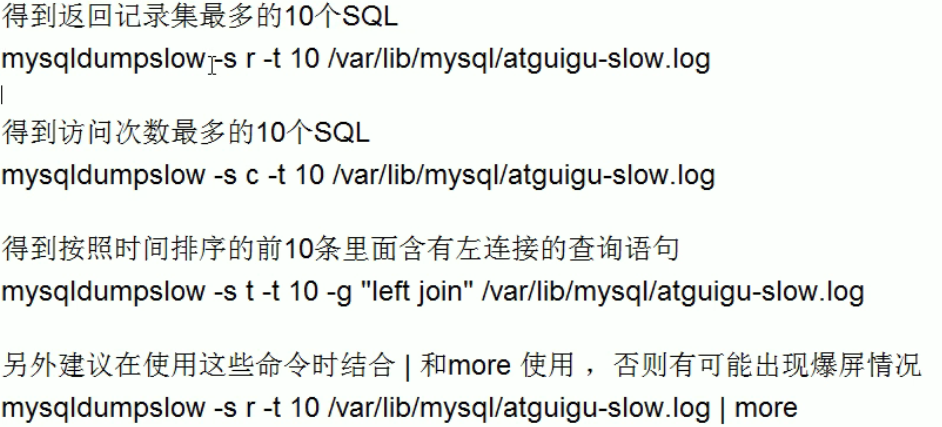 得到返回记录集最多的10个SQL
mysqldumpslow -s r -t 10 /var/lib/mysql/atguigu-slow.log
得到访问次数最多的10个SQL
mysqldumpslow -s c -t 10 /var/lib/mysql/atguigu-slow.log
得到按照时间排序的前10条里面含有左连接的查询语句
mysqldumpslow -s t -t 10 -g "left join" /var/lib/mysql/atguigu-slow.log
另外建议在使用这些命令时结合 | 和more 使用 ，否则有可能出现爆屏情况
mysqldumpslow -s r -t 10 /var/lib/mysql/atguigu-slow.log | more